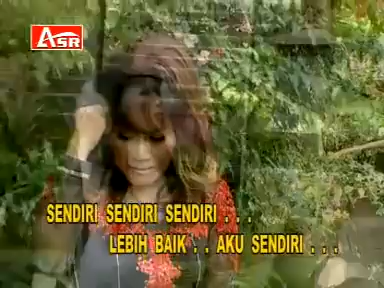 ASR
SENDIRI SENDIRI SENDIRI . . .
LEBIH BAIK . . AKU SENDIRI . . .